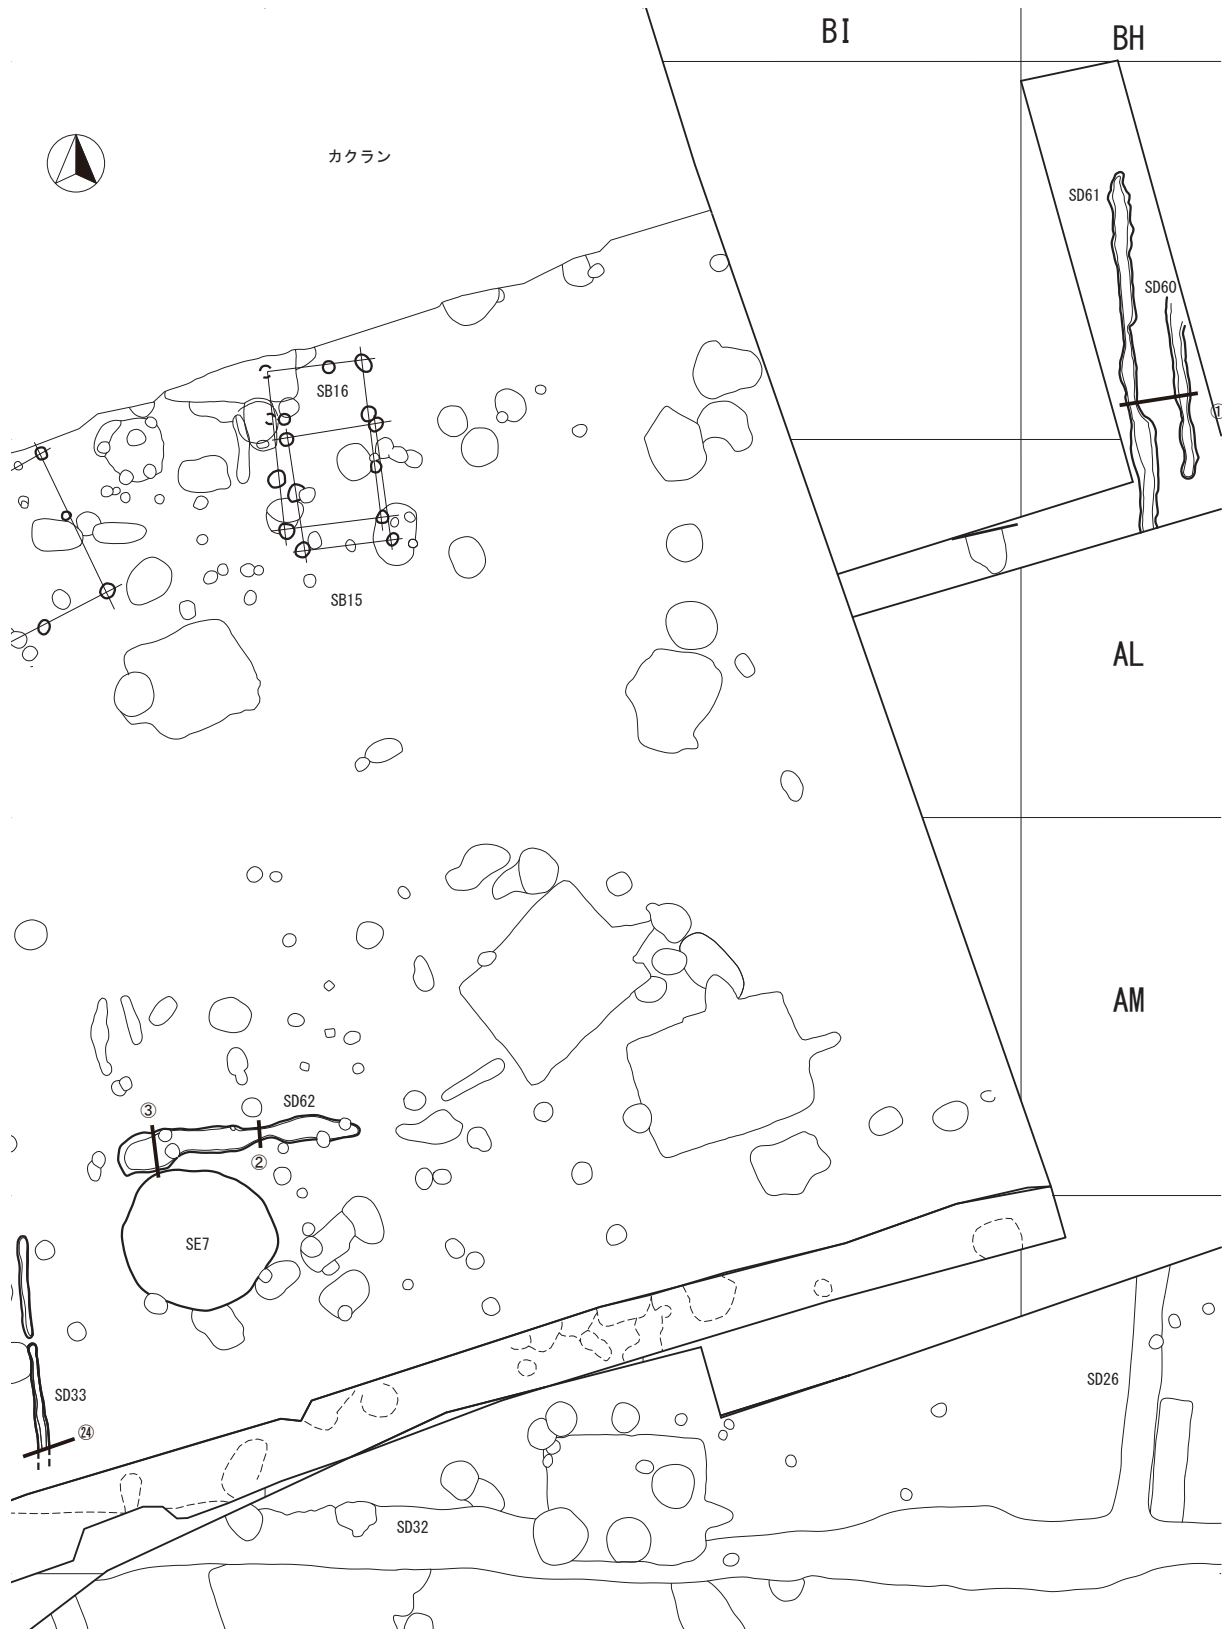 BI
BH
カクラン
SD61
SD60
SB16
①
SB15
AL
AM
SD62
③
②
SE7
SD33
SD26
㉔
SD32